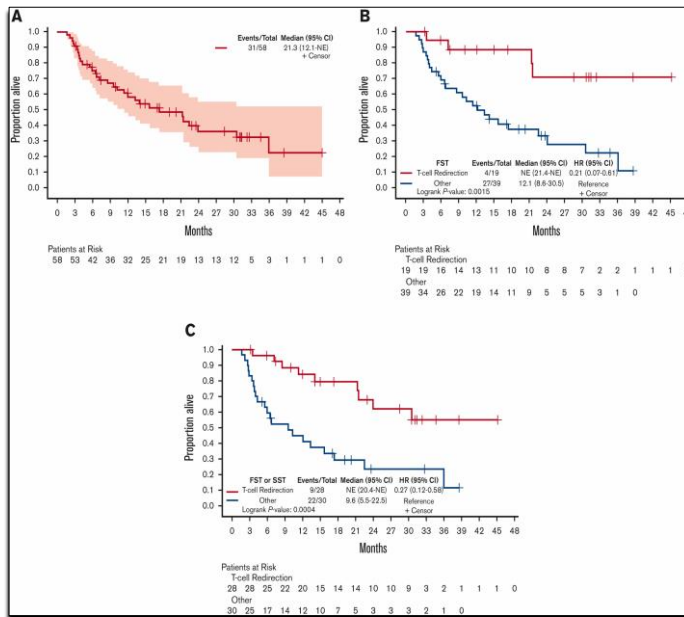 A
Events/Total Median (95% CI)
31/58 21.3 (12.1-NE)
+ Censor
Proportion alive
1.0
0.9
0.8
0.7
0.6
0.5
0.4
0.3
0.2
0.1
0.0
0 3 6 9 12 15 18 21 24 27 30 33 36 39 42 45 48
Months
Patients at Risk
58 53 42 36 32 25 21 19 13 13 12 5 3 1 1 1 0
B
Proportion alive
1.0
0.9
0.8
0.7
0.6
0.5
0.4
0.3
0.2
0.1
0.0
FST Events/Total Median (95% CI) HR (95% CI)
T-cell Redirection 4/19 NE (21.4-NE) 0.21 (0.07-0.61)
Other 27/39 12.1 (8.6-30.5) Reference
Logrank P-value: 0.0015 + Censor
0 3 6 9 12 15 18 21 24 27 30 33 36 39 42 45
Months
Patients at Risk
T-cell Redirection
19 19 16 14 13 11 10 10 8 8 7 2 2 1 1 1
Other
39 34 26 22 19 14 11 9 5 5 5 3 1 0
C
Proportion alive
1.0
0.9
0.8
0.7
0.6
0.5
0.4
0.3
0.2
0.1
0.0
FST or SST Events/Total Median (95% CI) HR (95% CI)
T-cell Redirection 9/28 NE (20.4-NE) 0.27 (0.12-0.58)
Other 22/30 9.6 (5.5-22.5) Reference
Logrank P-value: 0.0004 + Censor
0 3 6 9 12 15 18 21 24 27 30 33 36 39 42 45 48
Months
Patients at Risk
T-cell Redirection
28 28 25 22 20 15 14 14 10 10 9 3 2 1 1 1 0
Other
30 25 17 14 12 10 7 5 3 3 3 2 1 0